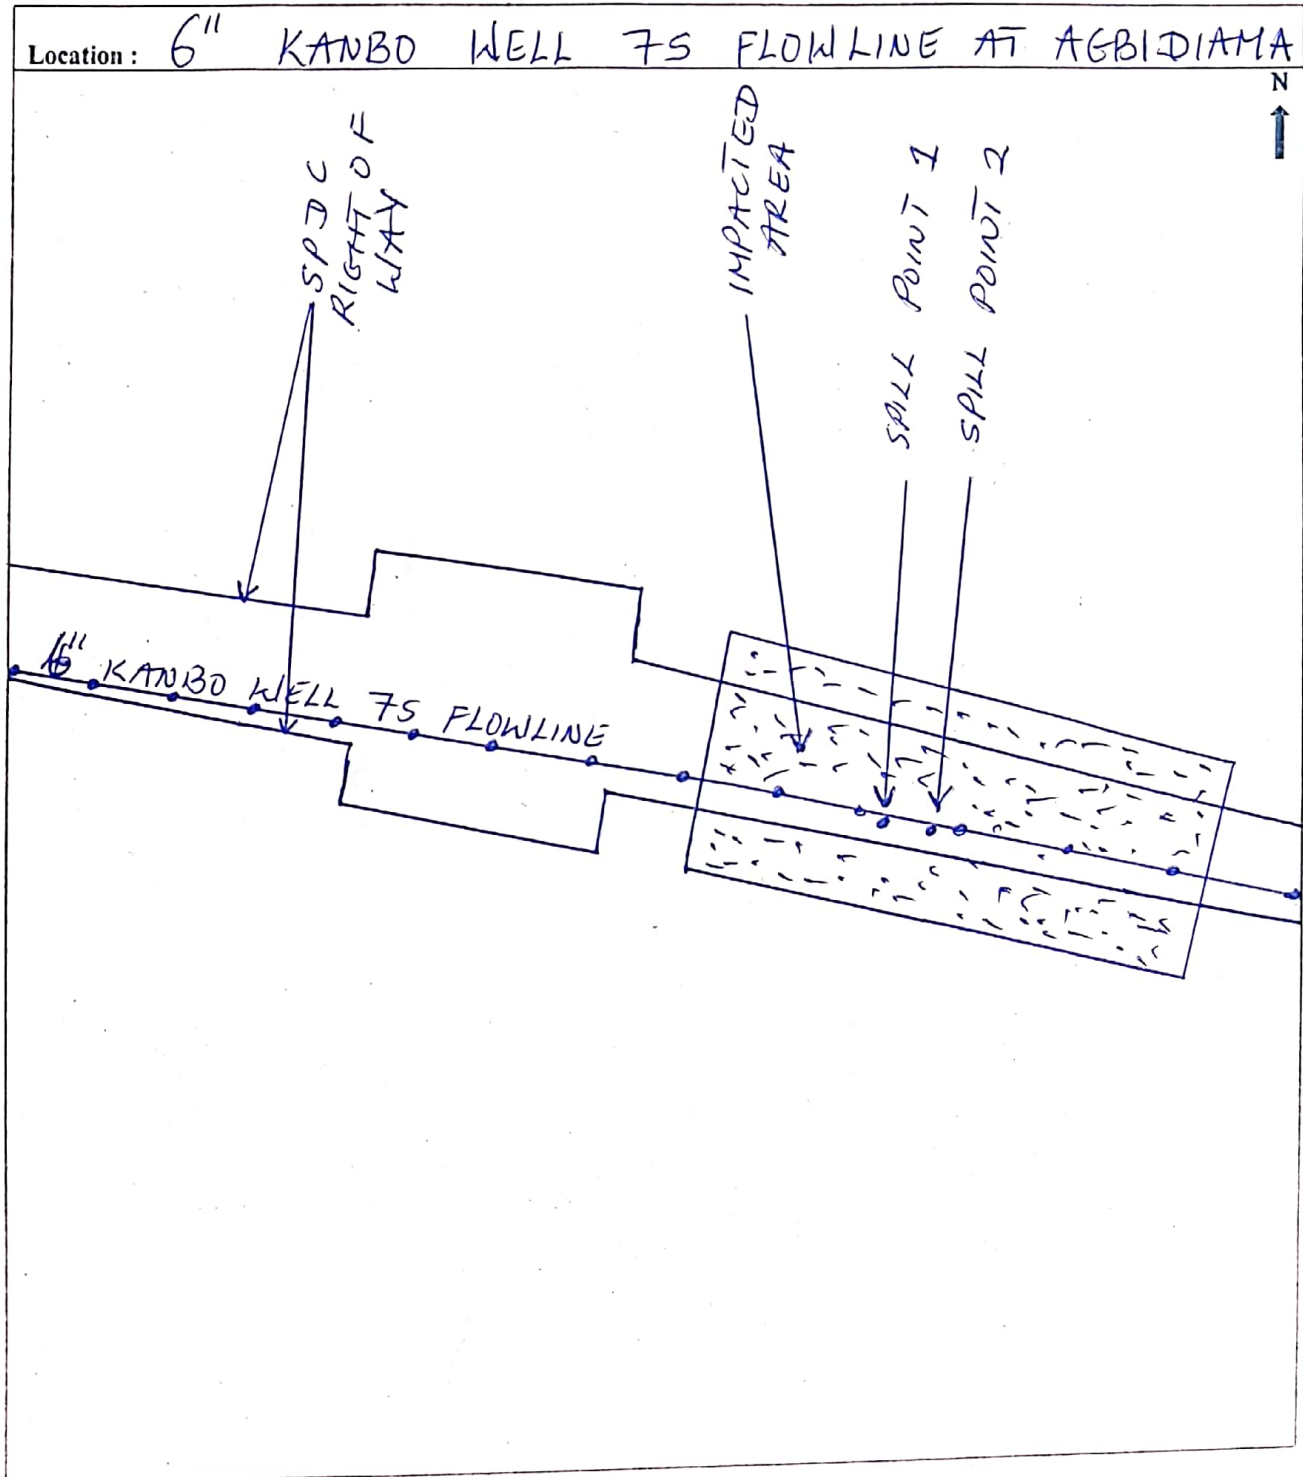 Location : 6" KANBO WELL 7S FLOWLINE AT AGBIDIAMA
N
SPDC
RIGHT OF
WAY
IMPACTED
AREA
SPILL POINT 1
SPILL POINT 2
6" KANBO WELL 7S FLOWLINE